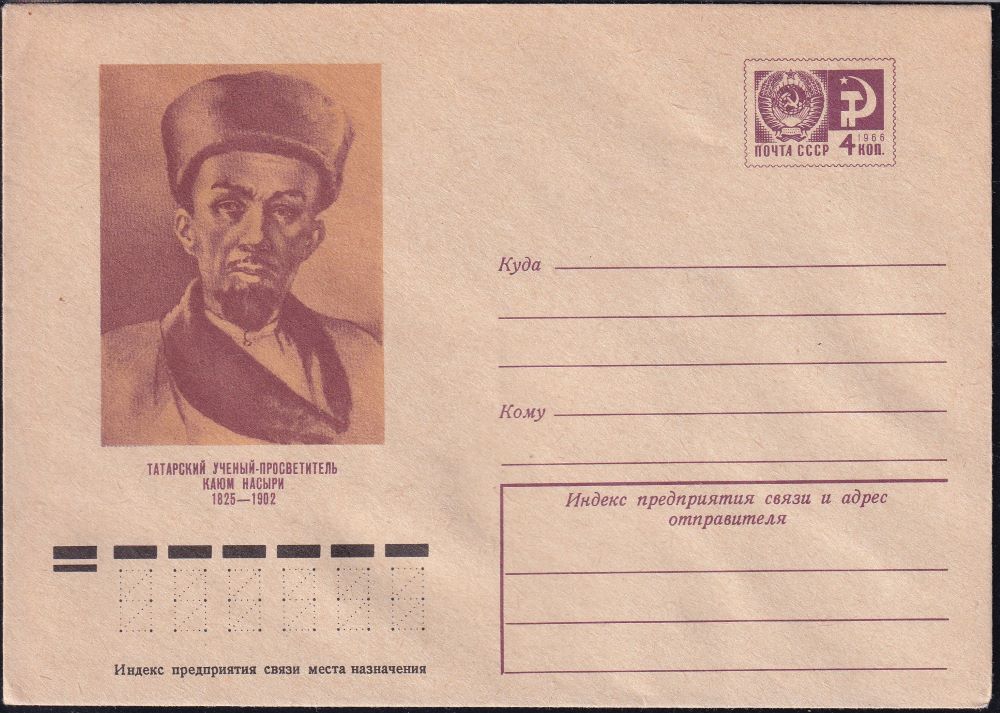 1966
ПОЧТА СССР 4 КОП.
Куда
Кому
ТАТАРСКИЙ УЧЕНЫЙ-ПРОСВЕТИТЕЛЬ
КАЮМ НАСЫРИ
1825—1902
Индекс предприятия связи и адрес
отправителя
Индекс предприятия связи места назначения